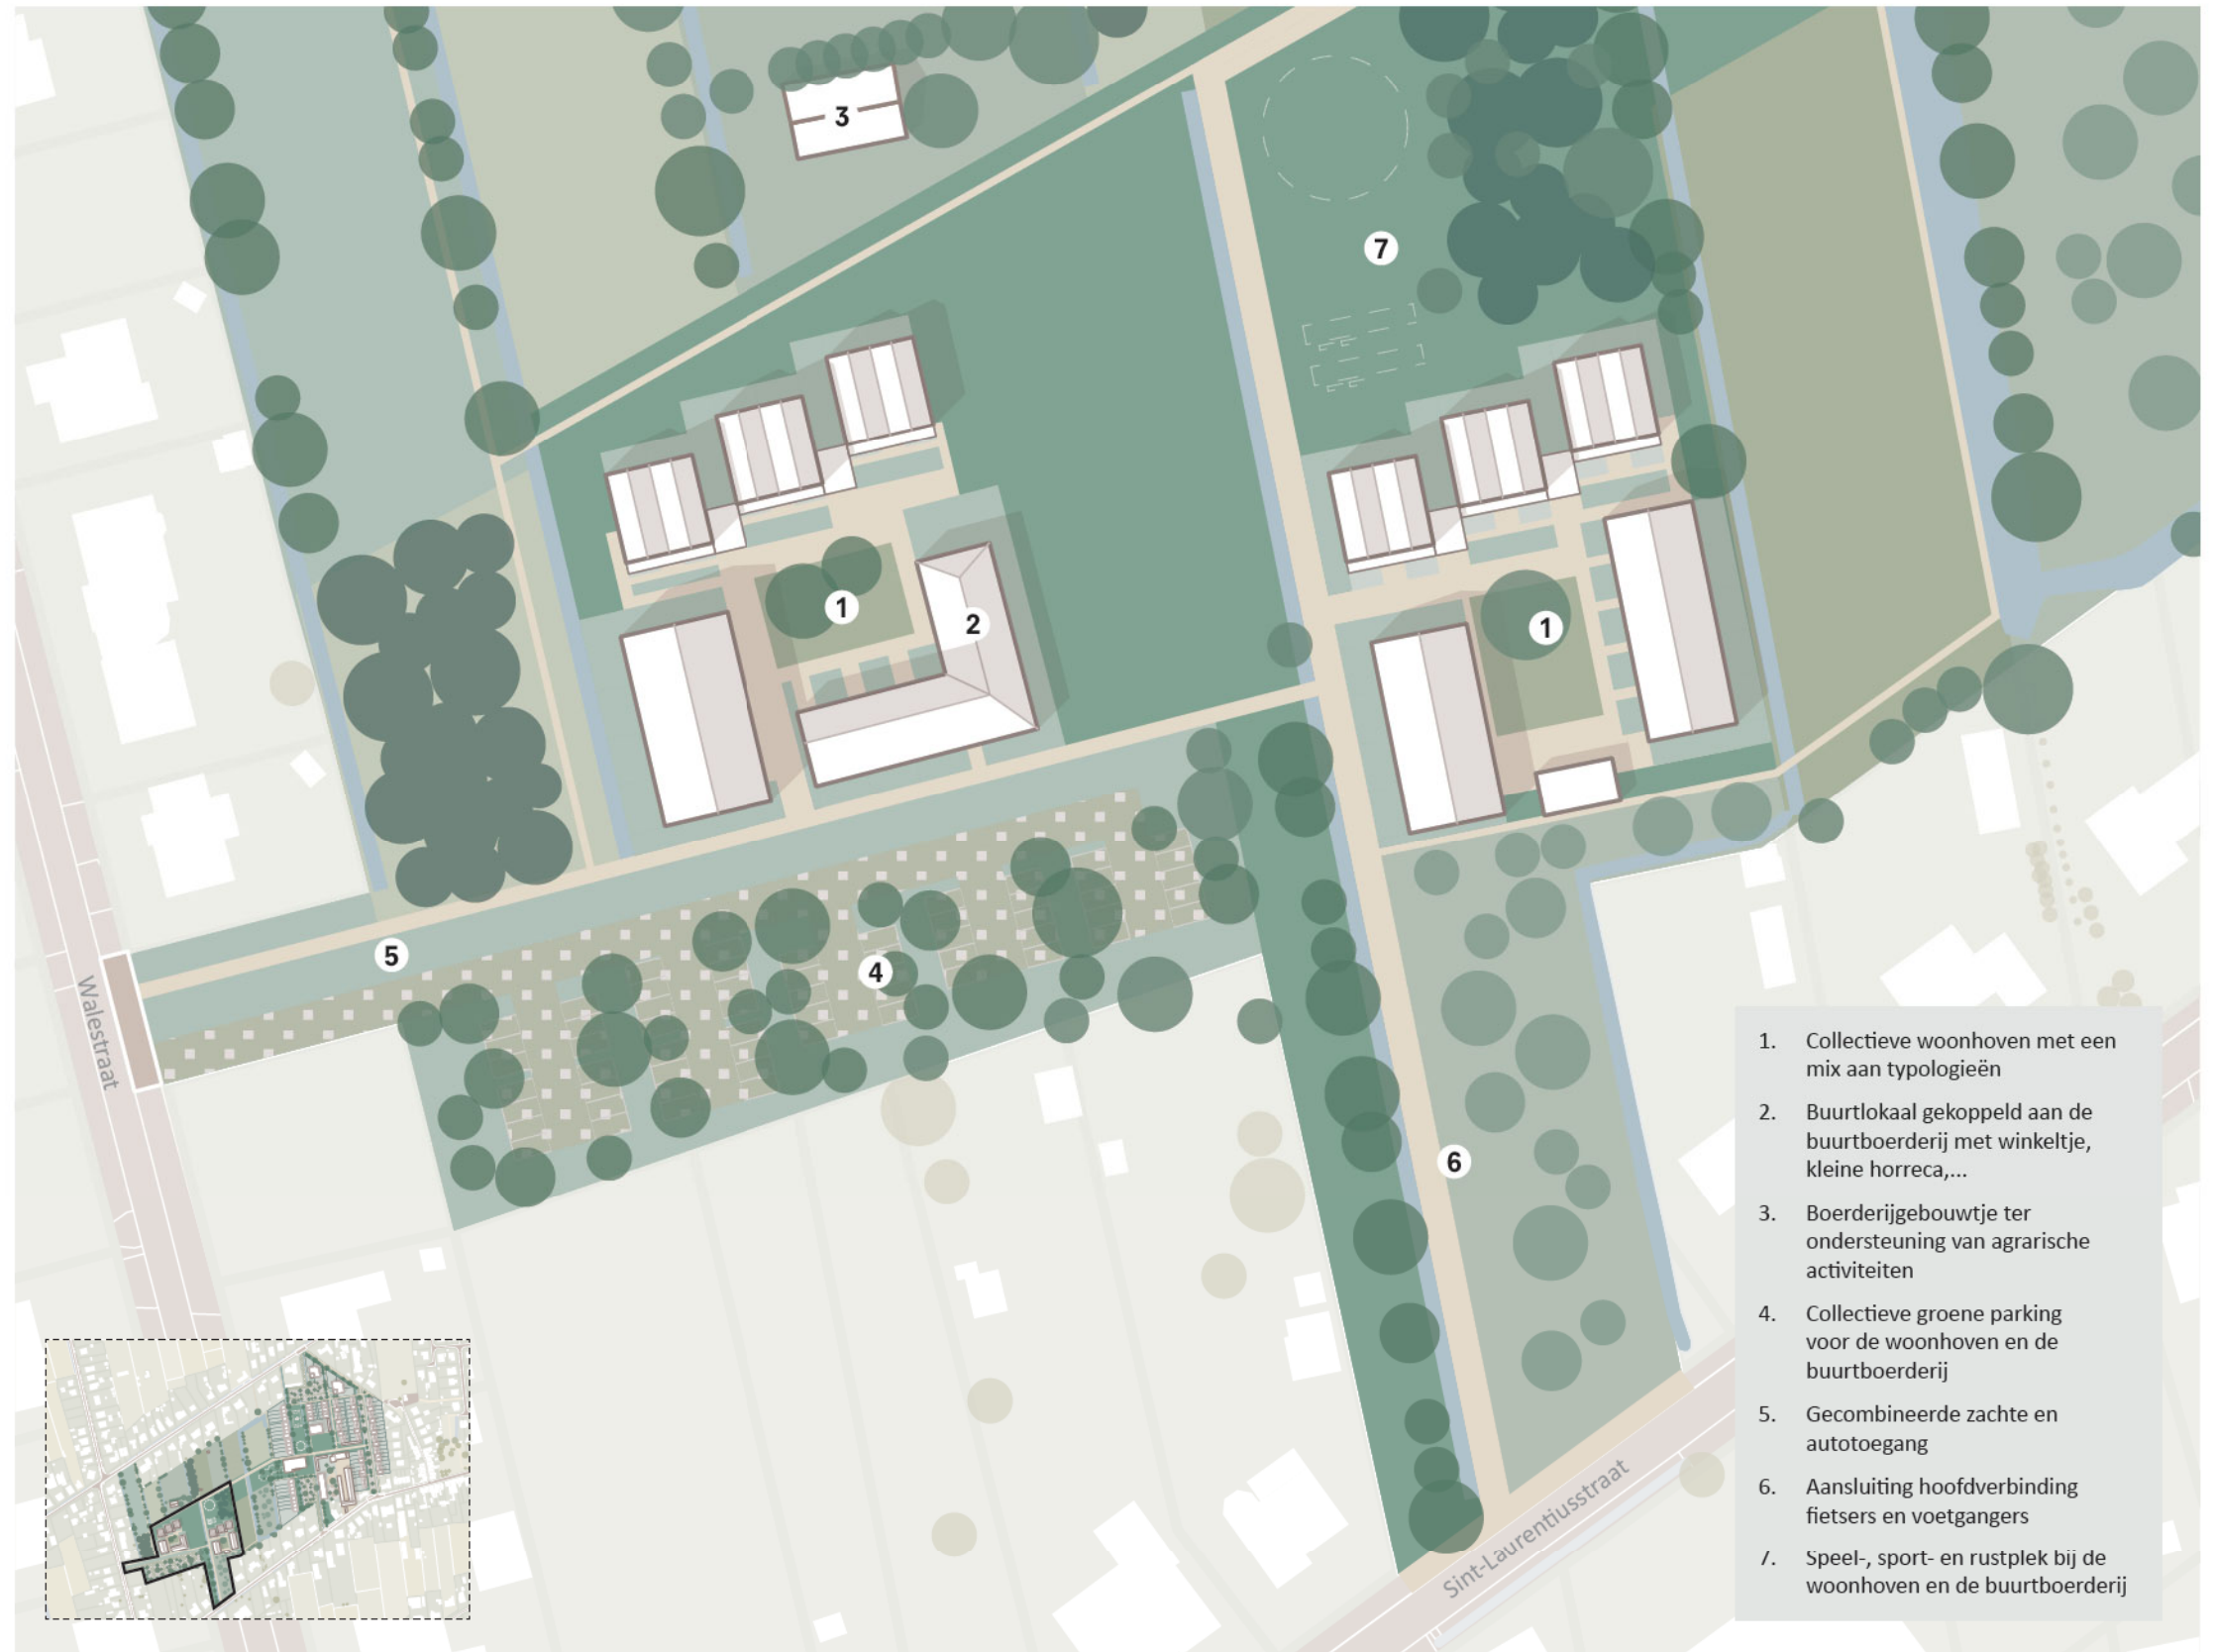 3
7
1
2
1
5
4
6
Walestraat
Sint-Laurentiusstraat
1. Collectieve woonhoven met een
mix aan typologieën
2. Buurtlokaal gekoppeld aan de
buurtboerderij met winkeltje,
kleine horreca,...
3. Boerderijgebouwtje ter
ondersteuning van agrarische
activiteiten
4. Collectieve groene parking
voor de woonhoven en de
buurtboerderij
5. Gecombineerde zachte en
autotoegang
6. Aansluiting hoofdverbinding
fietsers en voetgangers
7. Speel-, sport- en rustplek bij de
woonhoven en de buurtboerderij